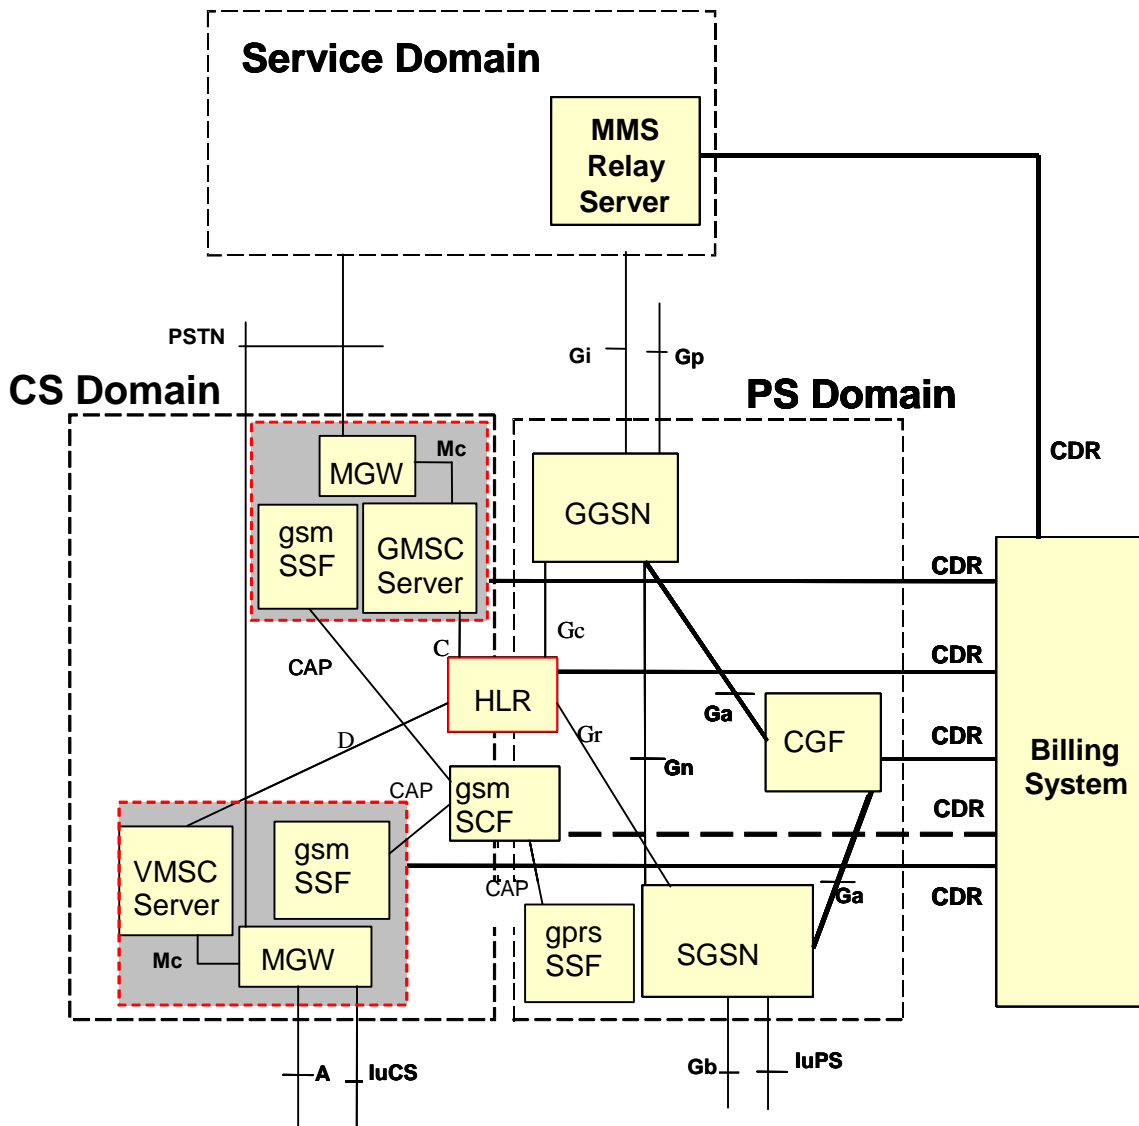 Service Domain
MMS
Relay
Server
PSTN
Gi
Gp
CS Domain
PS Domain
CDR
MGW
Mc
gsm
SSF
GMSC
Server
GGSN
CDR
C
Gc
CAP
HLR
CDR
D
Gr
Ga
CGF
CDR
Gn
Billing
System
CAP
gsm
SCF
CDR
VMSC
Server
gsm
SSF
CAP
Ga
CDR
gprs
SSF
SGSN
Mc
MGW
A
IuCS
Gb
IuPS